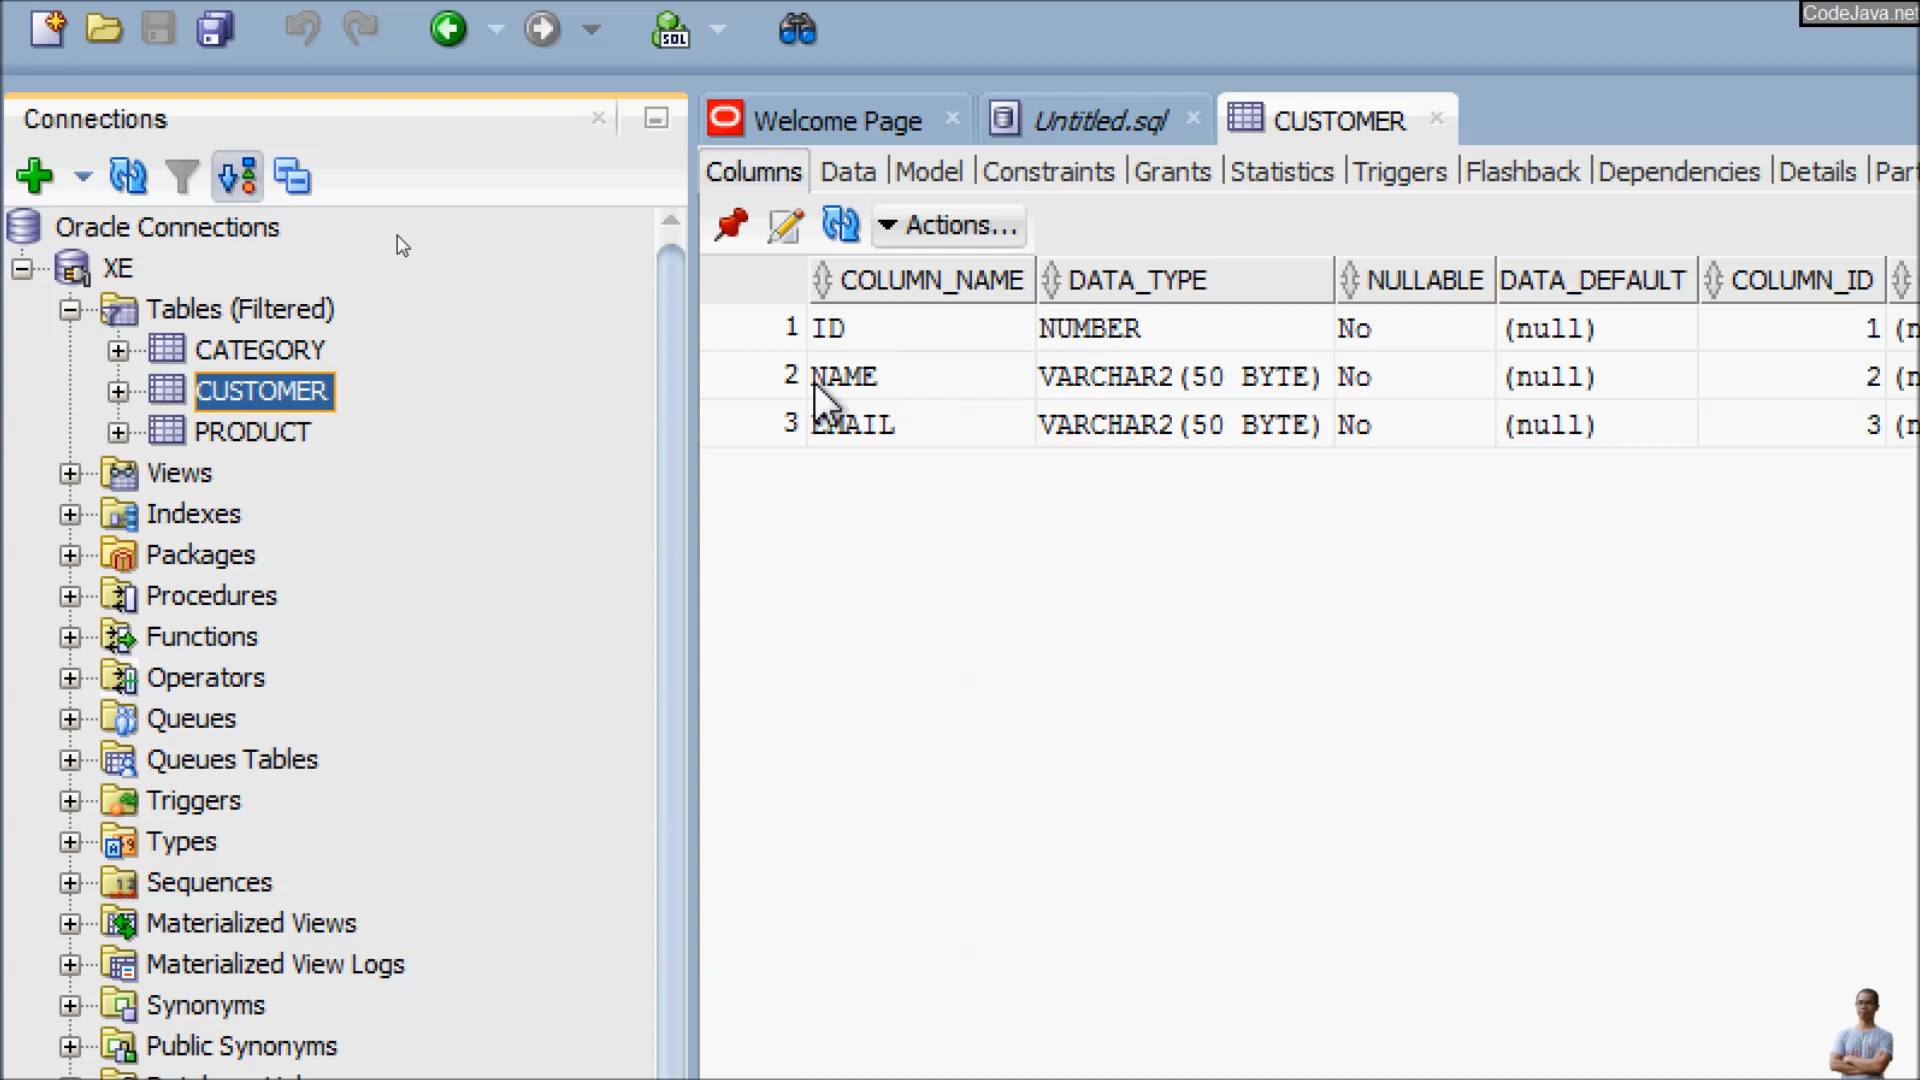 CodeJava.net
SQL
Connections
Welcome Page
Untitled.sql
CUSTOMER
Columns
Data
Model
Constraints
Grants
Statistics
Triggers
Flashback
Dependencies
Details
Part
Actions...
Oracle Connections
XE
Tables (Filtered)
CATEGORY
CUSTOMER
PRODUCT
Views
Indexes
Packages
Procedures
Functions
Operators
Queues
Queues Tables
Triggers
Types
Sequences
Materialized Views
Materialized View Logs
Synonyms
Public Synonyms
COLUMN_NAME DATA_TYPE NULLABLE DATA_DEFAULT COLUMN_ID
1 ID NUMBER No (null) 1 (n
2 NAME VARCHAR2(50 BYTE) No (null) 2 (n
3 EMAIL VARCHAR2(50 BYTE) No (null) 3 (n